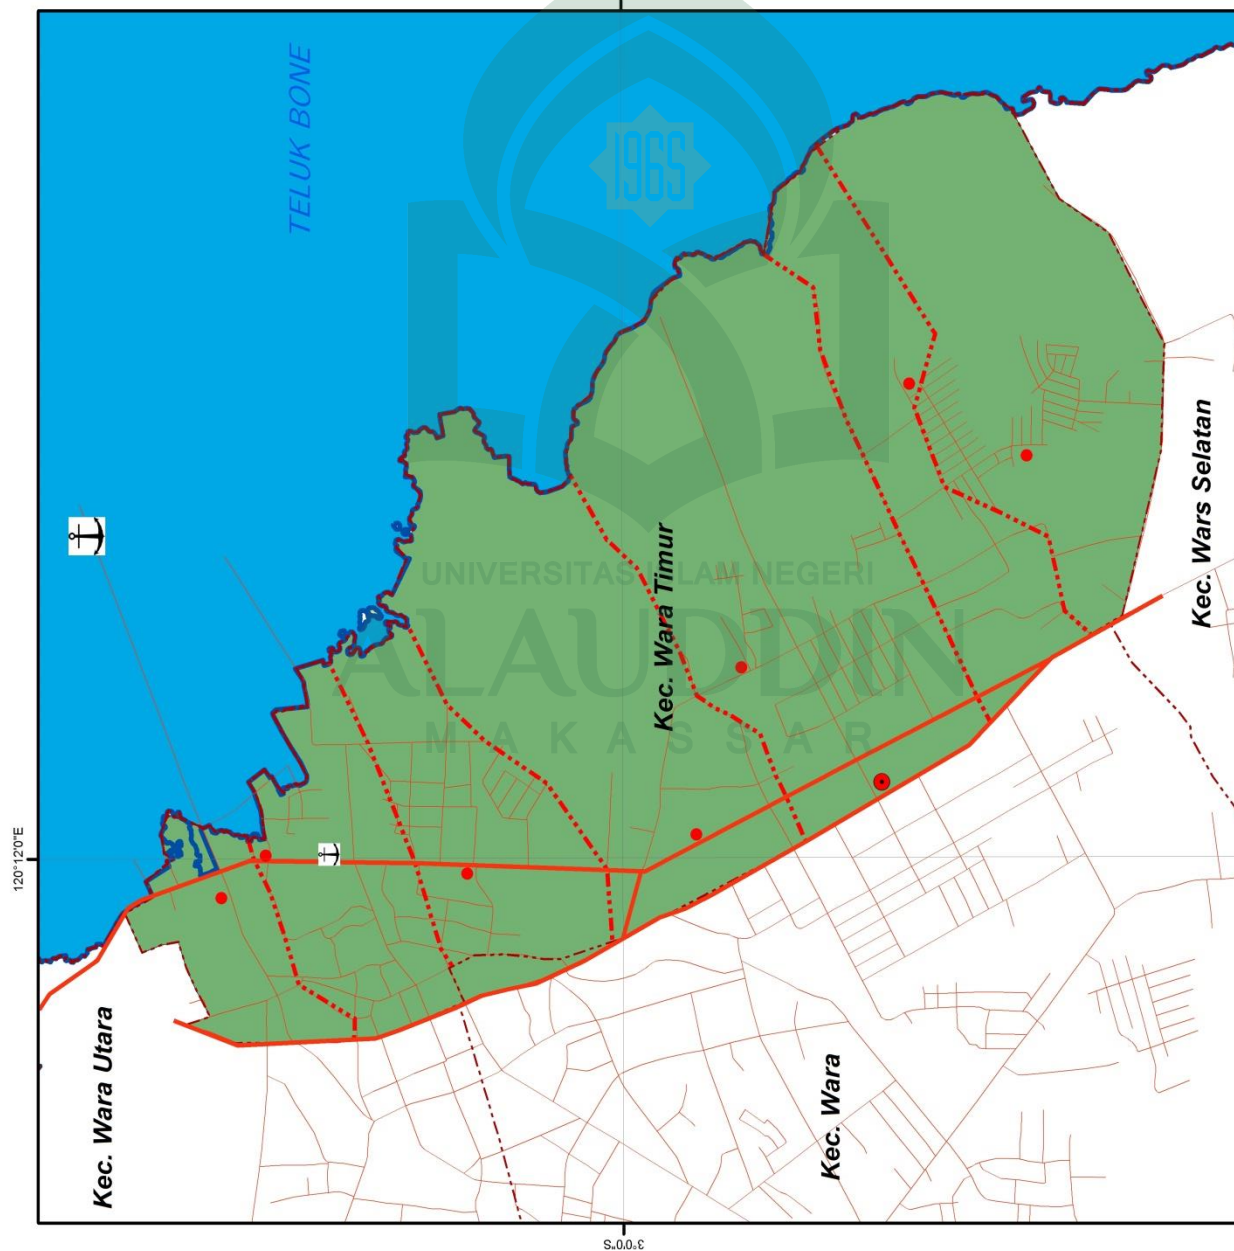 TELUK BONE
1965
Kec. Wars Selatan
Kec. Wara Timur
UNIVERSITAS ISLAM NEGERI
ALAUDDIN
MAKASSAR
120°12'0"E
Kec. Wara Utara
Kec. Wara
3°0'0"S